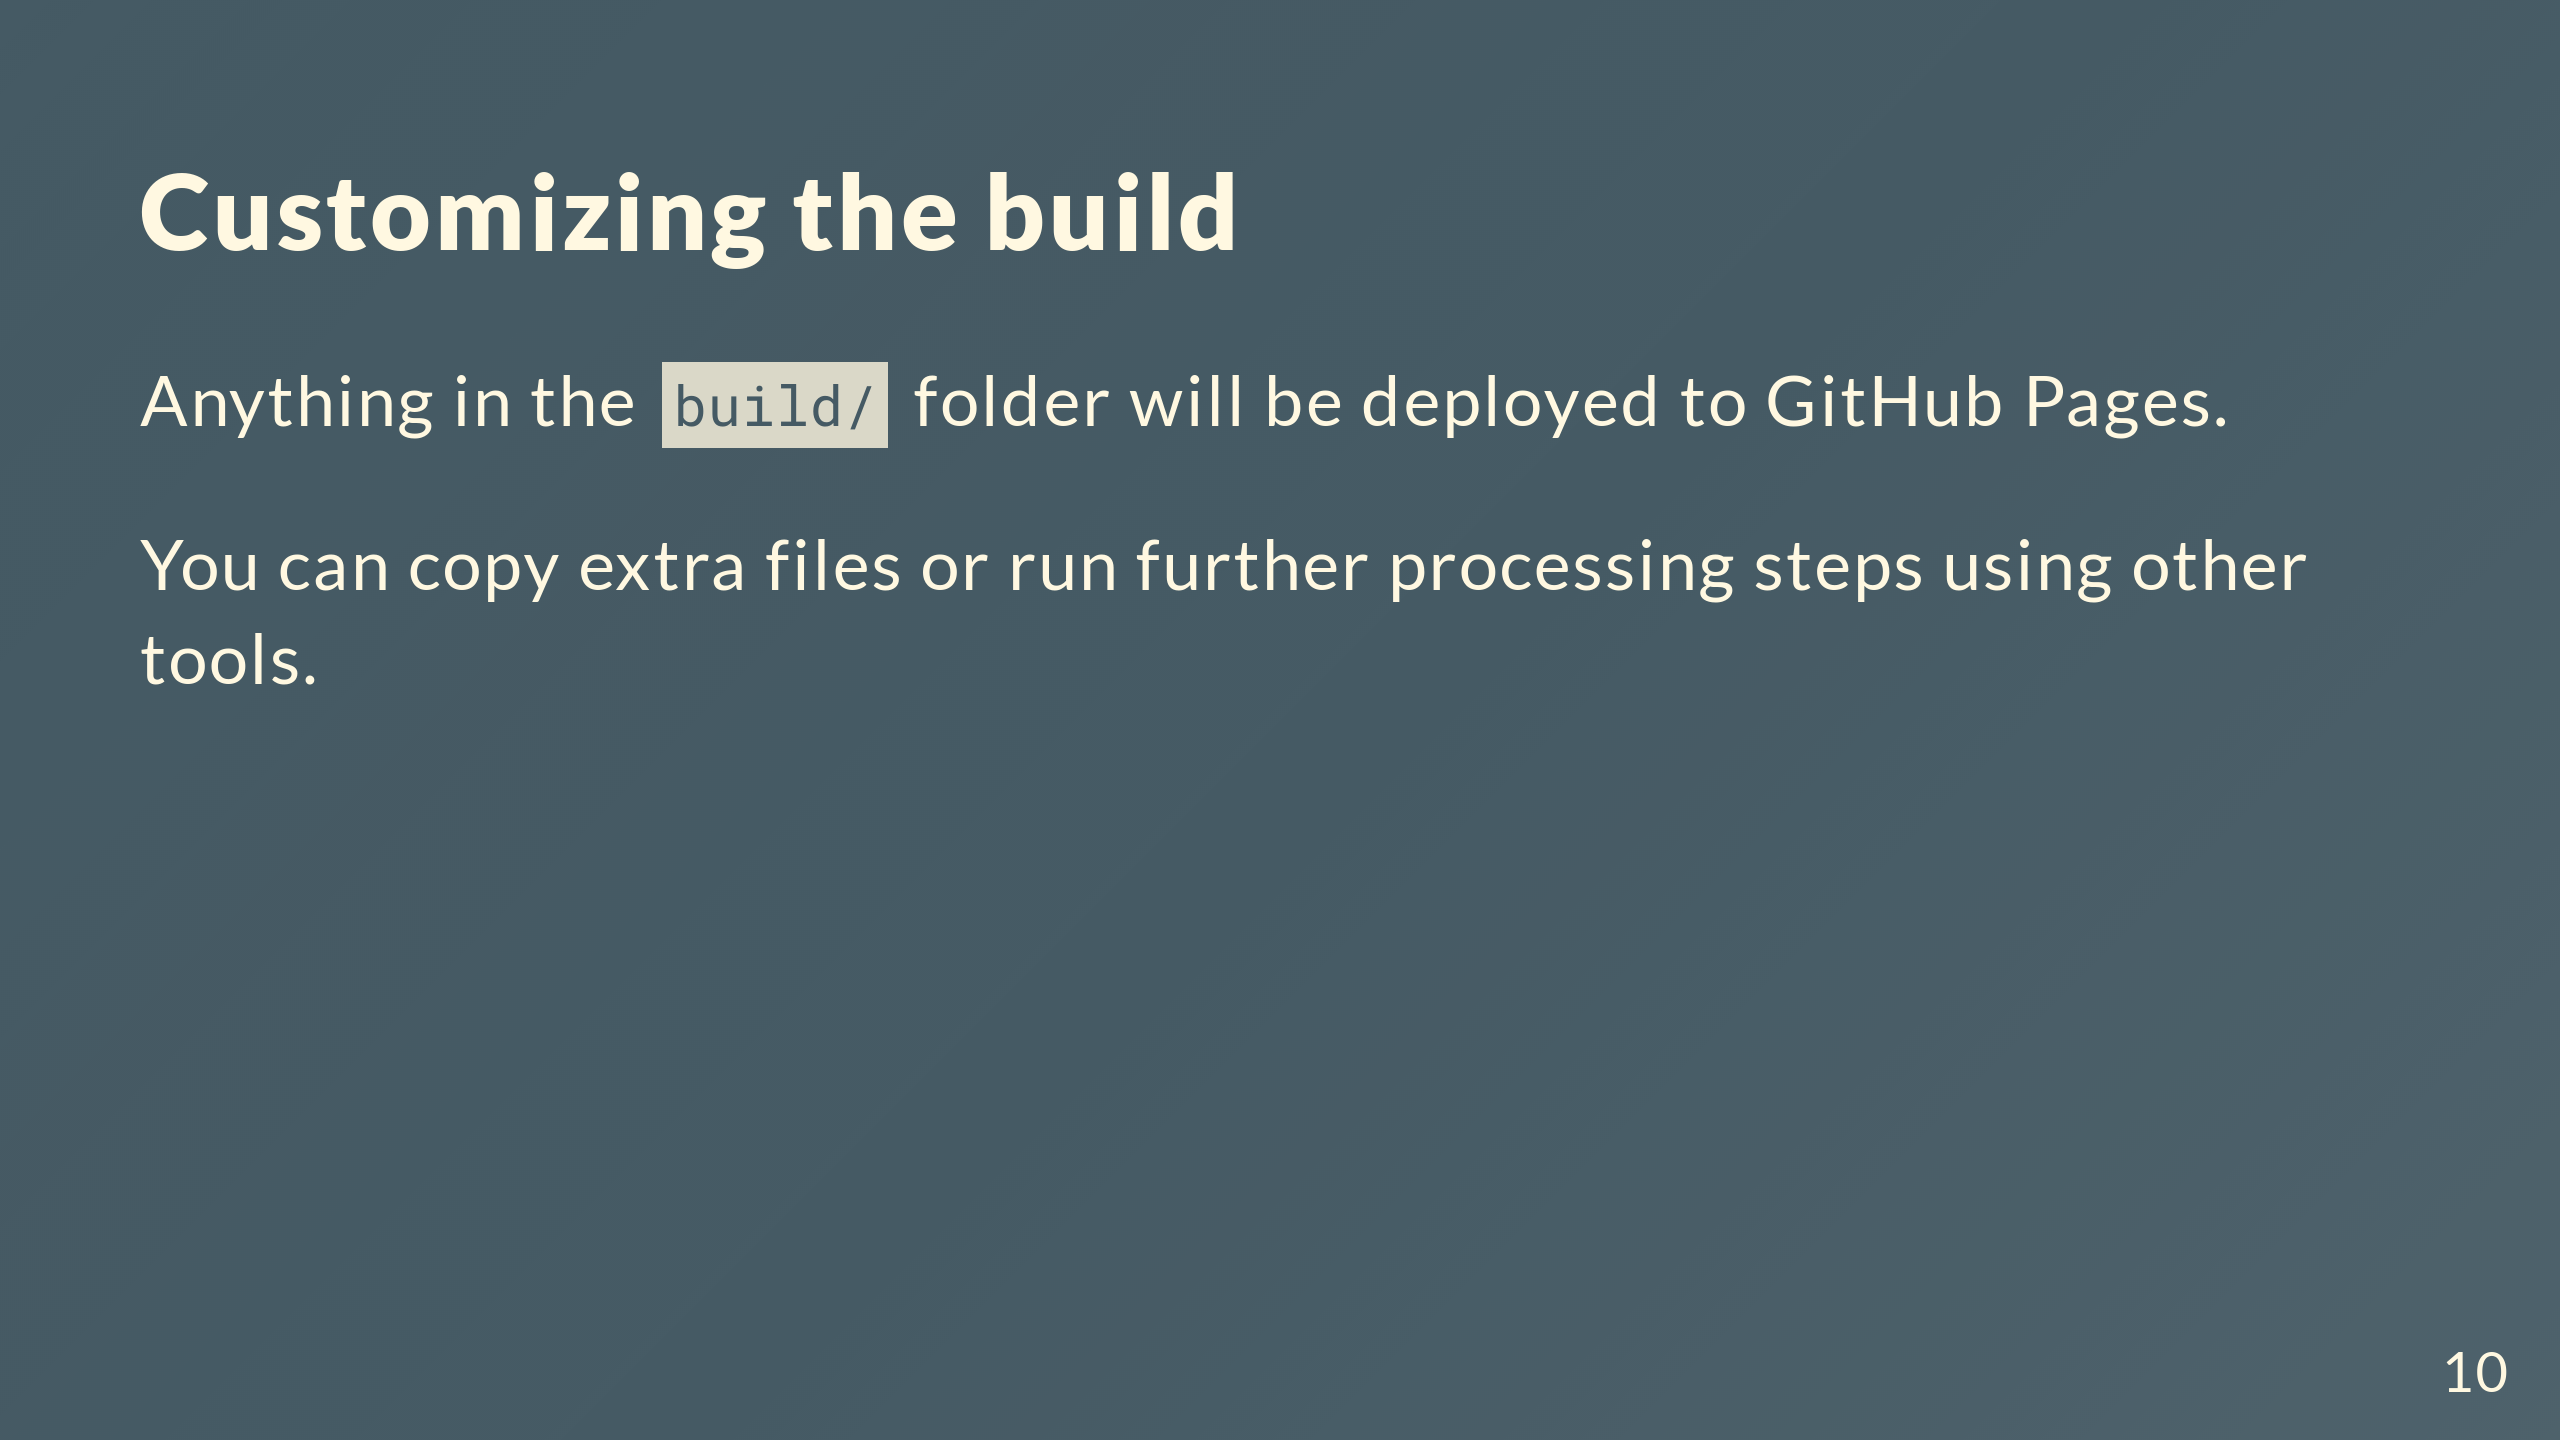 Customizing the build
Anything in the build/ folder will be deployed to GitHub Pages.
You can copy extra files or run further processing steps using other
tools.
10